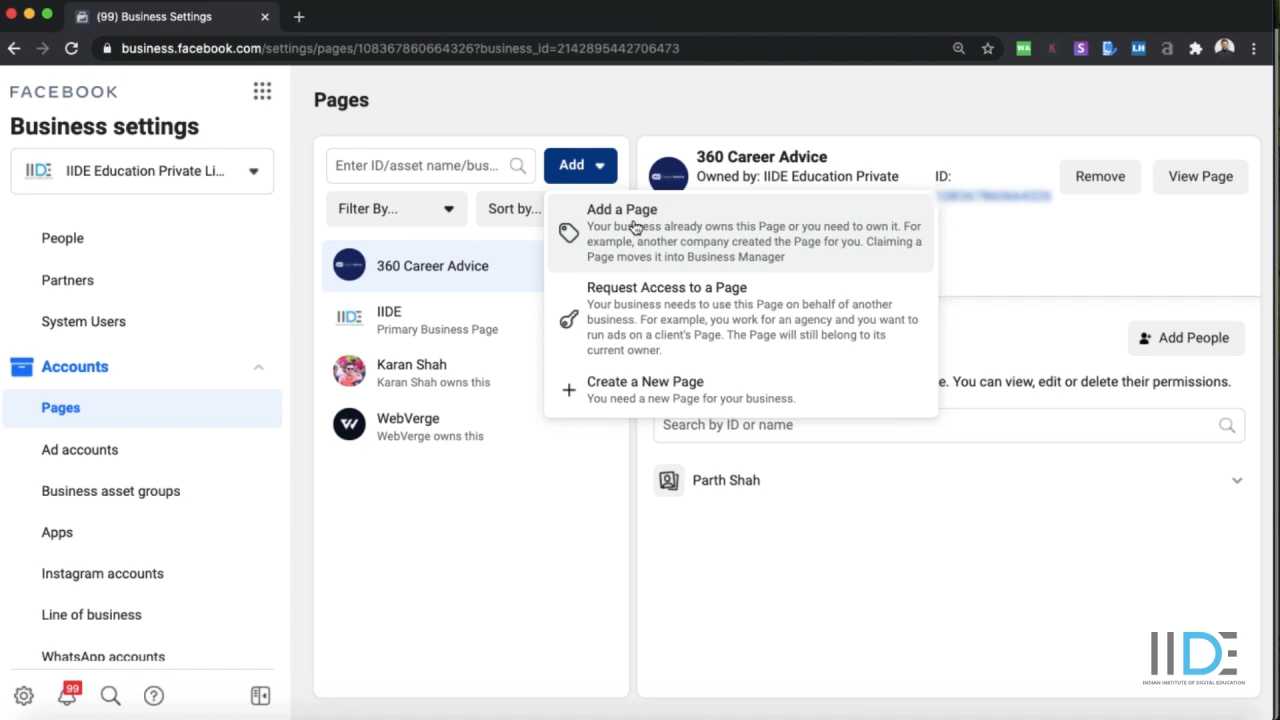 (99) Business Settings
business.facebook.com/settings/pages/108367860664326?business_id=2142895442706473
WA
K
S
LH
a
FACEBOOK
Business settings
IIDE
IIDE Education Private Li...
People
Partners
System Users
Accounts
Pages
Ad accounts
Business asset groups
Apps
Instagram accounts
Line of business
WhatsApp accounts
99
Pages
Enter ID/asset name/bus...
Add
Filter By...
Sort by...
360 Career Advice
IIDE
IIDE
Primary Business Page
Karan Shah
Karan Shah owns this
W
WebVerge
WebVerge owns this
Add a Page
Your business already owns this Page or you need to own it. For
example, another company created the Page for you. Claiming a
Page moves it into Business Manager
Request Access to a Page
Your business needs to use this Page on behalf of another
business. For example, you work for an agency and you want to
run ads on a client's Page. The Page will still belong to its
current owner.
Create a New Page
You need a new Page for your business.
360 Career Advice
Owned by: IIDE Education Private
ID:
Remove
View Page
Add People
e. You can view, edit or delete their permissions.
Search by ID or name
Parth Shah
IIDE
INDIAN INSTITUTE OF DIGITAL EDUCATION